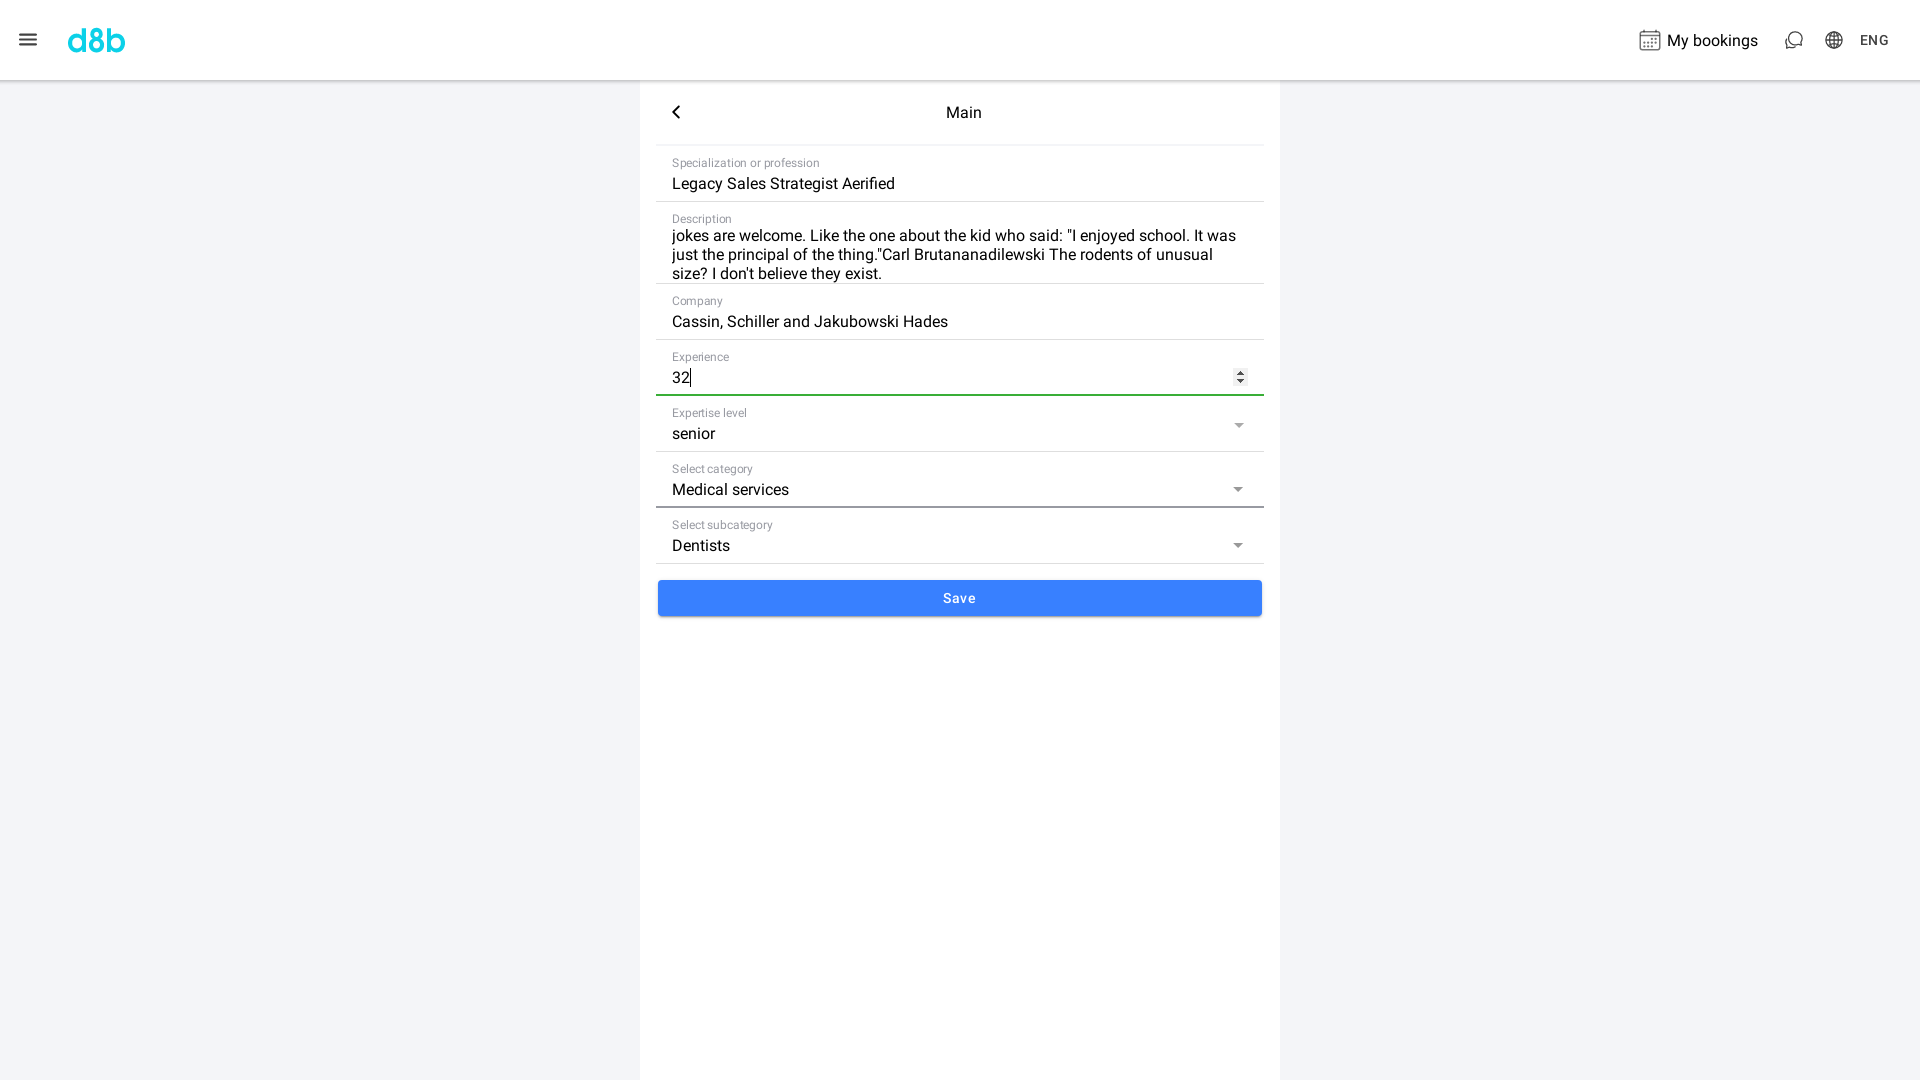 d8b
My bookings
ENG
Main
Specialization or profession
Legacy Sales Strategist Aerified
Description
jokes are welcome. Like the one about the kid who said: "I enjoyed school. It was
just the principal of the thing."Carl Brutananadilewski The rodents of unusual
size? I don't believe they exist.
Company
Cassin, Schiller and Jakubowski Hades
Experience
32
Expertise level
senior
Select category
Medical services
Select subcategory
Dentists
Save